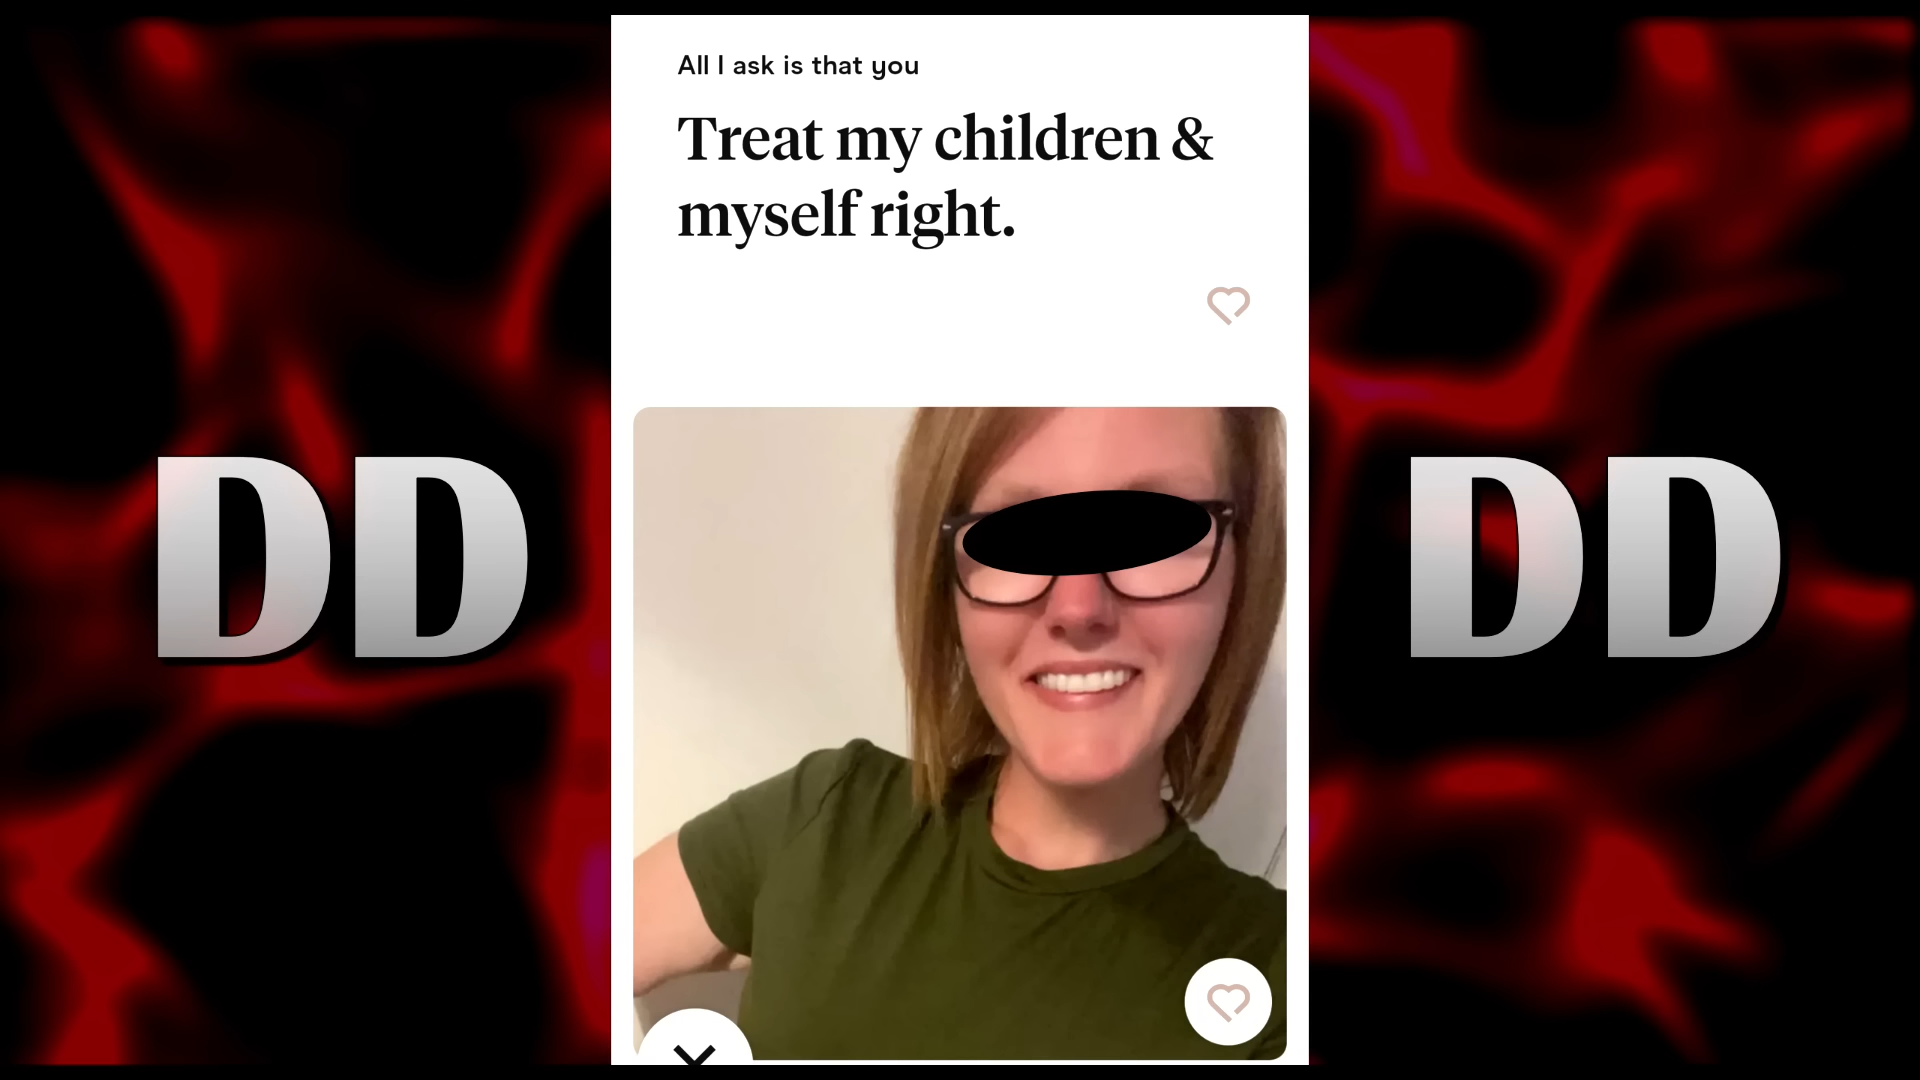 All I ask is that you
Treat my children &
myself right.
DD
DD